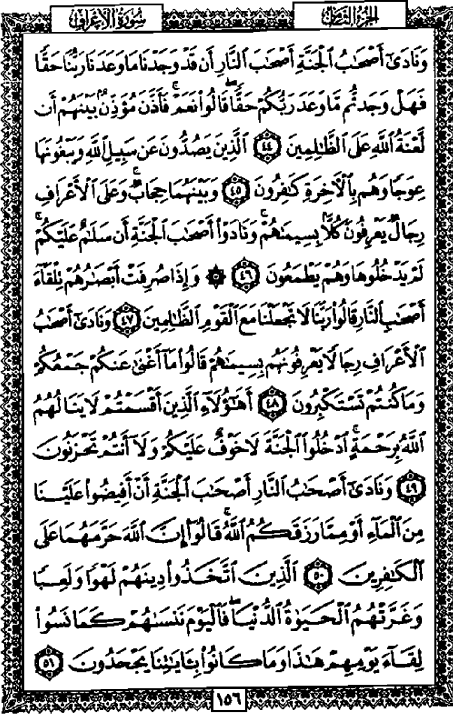 سُورَةُ الأَعْرَافِ الجزء الثامن
وَنَادَىٰٓ أَصْحَٰبُ ٱلْجَنَّةِ أَصْحَٰبَ ٱلنَّارِ أَن قَدْ وَجَدْنَا مَا وَعَدَنَا رَبُّنَا حَقًّا
فَهَلْ وَجَدتُّم مَّا وَعَدَ رَبُّكُمْ حَقًّا ۖ قَالُوا۟ نَعَمْ ۚ فَأَذَّنَ مُؤَذِّنٌۢ بَيْنَهُمْ أَن
لَّعْنَةُ ٱللَّهِ عَلَى ٱلظَّٰلِمِينَ ٤٤ ٱلَّذِينَ يَصُدُّونَ عَن سَبِيلِ ٱللَّهِ وَيَبْغُونَهَا
عِوَجًا وَهُم بِٱلْأَخِرَةِ كَٰفِرُونَ ٤٥ وَبَيْنَهُمَا حِجَابٌ ۚ وَعَلَى ٱلْأَعْرَافِ
رِجَالٌ يَعْرِفُونَ كُلًّۢا بِسِيمَىٰهُمْ ۚ وَنَادَوْا۟ أَصْحَٰبَ ٱلْجَنَّةِ أَن سَلَٰمٌ عَلَيْكُمْ ۚ
لَمْ يَدْخُلُوهَا وَهُمْ يَطْمَعُونَ ٤٦ ۞ وَإِذَا صُرِفَتْ أَبْصَٰرُهُمْ تِلْقَآءَ
أَصْحَٰبِ ٱلنَّارِ قَالُوا۟ رَبَّنَا لَا تَجْعَلْنَا مَعَ ٱلْقَوْمِ ٱلظَّٰلِمِينَ ٤٧ وَنَادَىٰٓ أَصْحَٰبُ
ٱلْأَعْرَافِ رِجَالًا يَعْرِفُونَهُم بِسِيمَىٰهُمْ قَالُوا۟ مَآ أَغْنَىٰ عَنكُمْ جَمْعُكُمْ
وَمَا كُنتُمْ تَسْتَكْبِرُونَ ٤٨ أَهَٰٓؤُلَآءِ ٱلَّذِينَ أَقْسَمْتُمْ لَا يَنَالُهُمُ
ٱللَّهُ بِرَحْمَةٍ ۚ ٱدْخُلُوا۟ ٱلْجَنَّةَ لَا خَوْفٌ عَلَيْكُمْ وَلَآ أَنتُمْ تَحْزَنُونَ
٤٩ وَنَادَىٰٓ أَصْحَٰبُ ٱلنَّارِ أَصْحَٰبَ ٱلْجَنَّةِ أَنْ أَفِيضُوا۟ عَلَيْنَا
مِنَ ٱلْمَآءِ أَوْ مِمَّا رَزَقَكُمُ ٱللَّهُ ۚ قَالُوٓا۟ إِنَّ ٱللَّهَ حَرَّمَهُمَا عَلَى
ٱلْكَٰفِرِينَ ٥٠ ٱلَّذِينَ ٱتَّخَذُوا۟ دِينَهُمْ لَهْوًا وَلَعِبًا
وَغَرَّتْهُمُ ٱلْحَيَوٰةُ ٱلدُّنْيَا ۚ فَٱلْيَوْمَ نَنسَىٰهُمْ كَمَا نَسُوا۟
لِقَآءَ يَوْمِهِمْ هَٰذَا وَمَا كَانُوا۟ بِـَٔايَٰتِنَا يَجْحَدُونَ ٥١
١٥٦